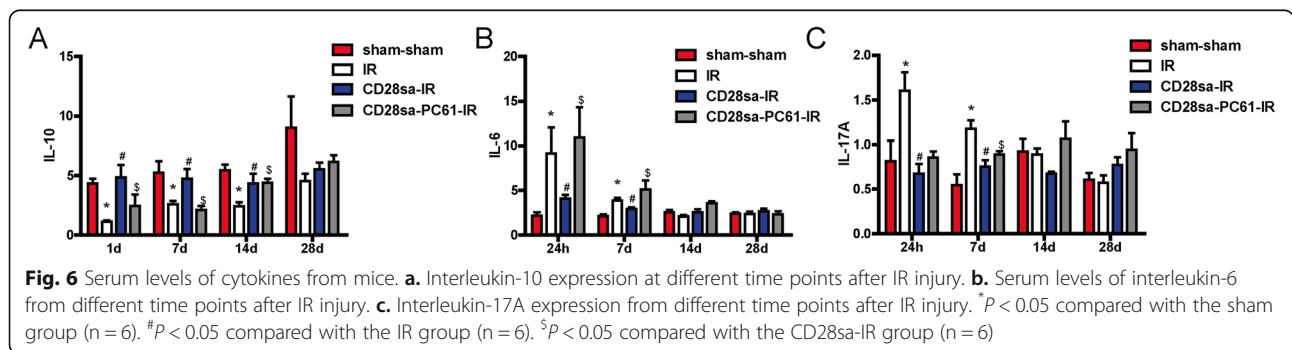 A
15
10
5
0
IL-10
* # * # $ * # $ $
1d 7d 14d 28d
sham-sham
IR
CD28sa-IR
CD28sa-PC61-IR
B
20
15
10
5
0
IL-6
* # $ * # $
24h 7d 14d 28d
sham-sham
IR
CD28sa-IR
CD28sa-PC61-IR
C
2.0
1.5
1.0
0.5
0.0
IL-17A
* # * # $
24h 7d 14d 28d
sham-sham
IR
CD28sa-IR
CD28sa-PC61-IR
Fig. 6 Serum levels of cytokines from mice. a. Interleukin-10 expression at different time points after IR injury. b. Serum levels of interleukin-6
from different time points after IR injury. c. Interleukin-17A expression from different time points after IR injury. *P < 0.05 compared with the sham
group (n = 6). #P < 0.05 compared with the IR group (n = 6). $P < 0.05 compared with the CD28sa-IR group (n = 6)